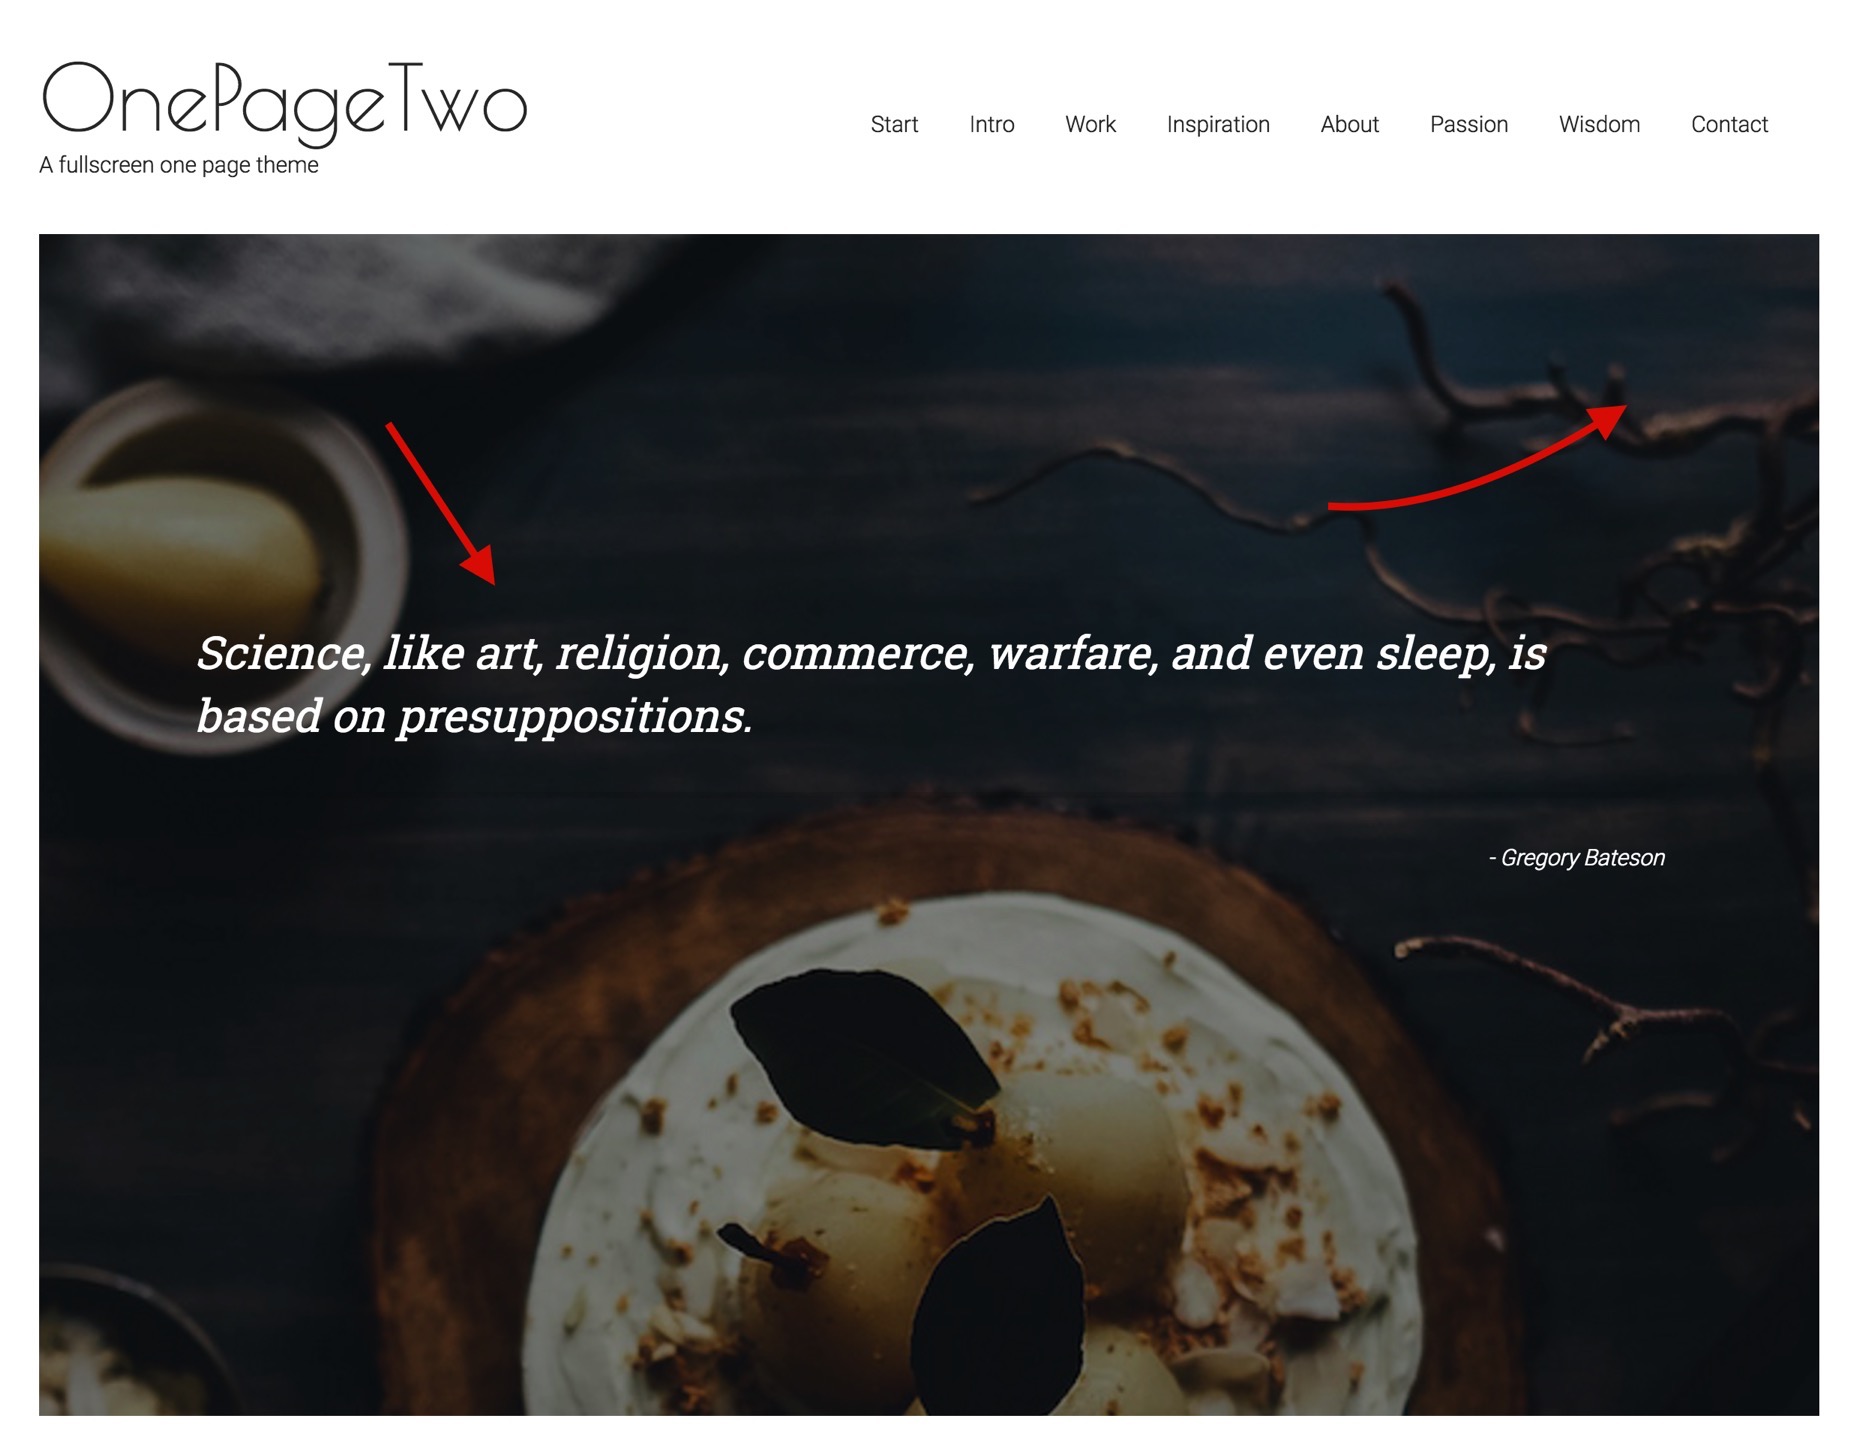 OnePageTwo
A fullscreen one page theme
Start Intro Work Inspiration About Passion Wisdom Contact
Science, like art, religion, commerce, warfare, and even sleep, is
based on presuppositions.
- Gregory Bateson